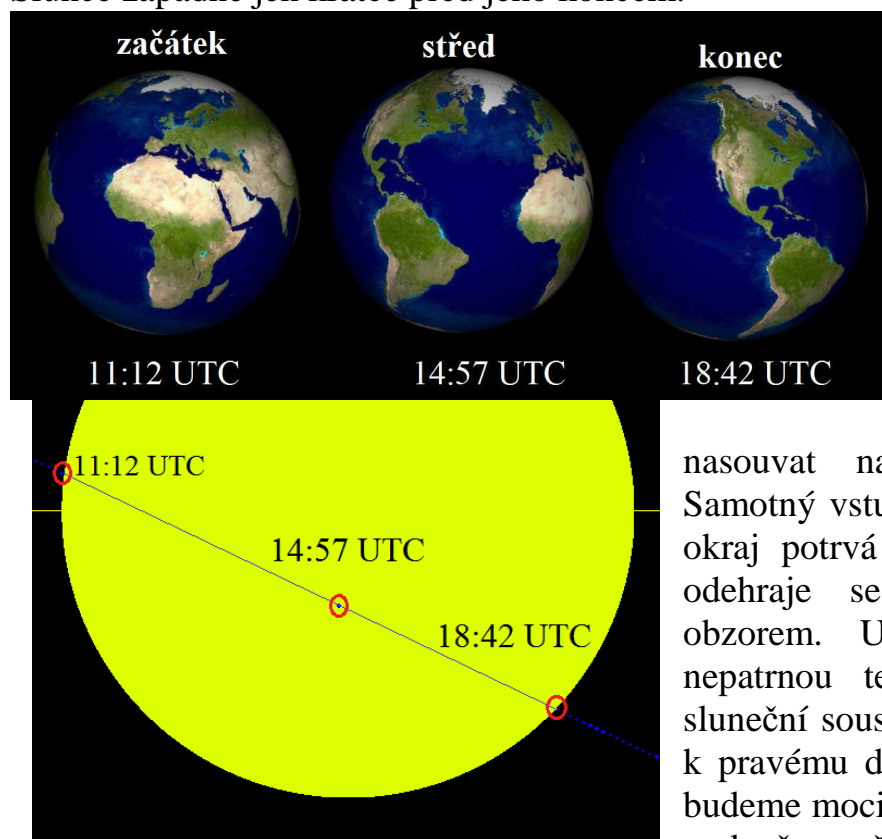 začátek střed konec
11:12 UTC 14:57 UTC 18:42 UTC
11:12 UTC
14:57 UTC
18:42 UTC
nasouvat
Samotný
okraj potrvá
odehraje se
obzorem.
nepatrnou
sluneční
k pravému
budeme